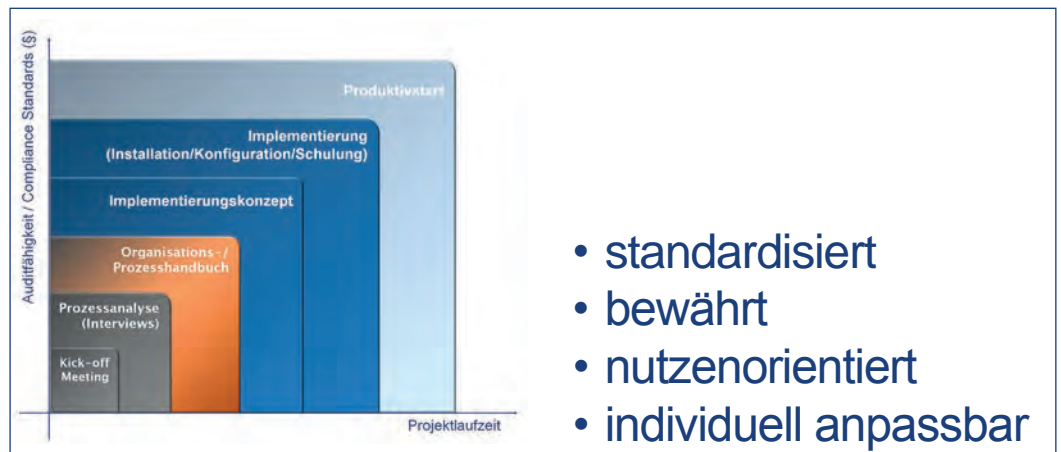 Auditfähigkeit / Compliance Standards (§)
Produktivstart
Implementierung
(Installation/Konfiguration/Schulung)
Implementierungskonzept
Organisations-/
Prozesshandbuch
Prozessanalyse
(Interviews)
Kick-off
Meeting
Projektlaufzeit
• standardisiert
• bewährt
• nutzenorientiert
• individuell anpassbar